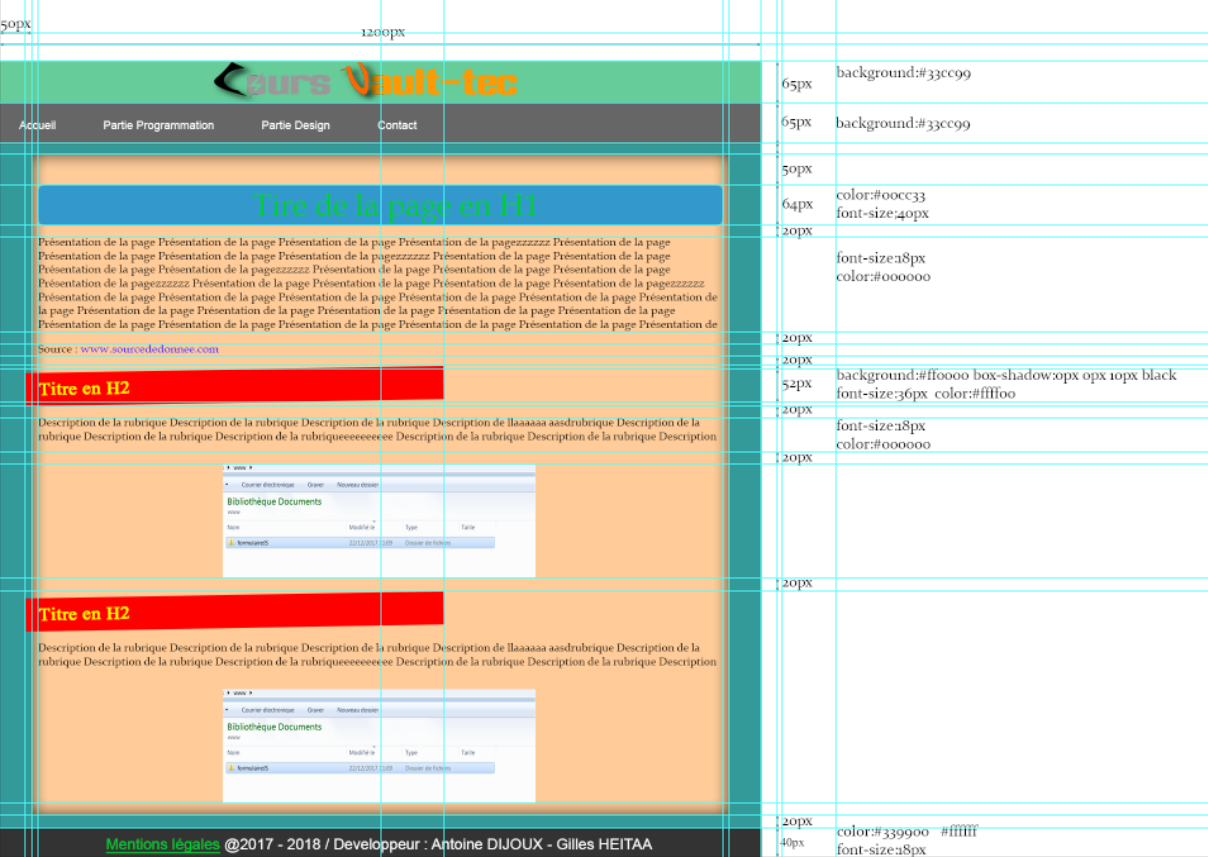 50px
1200px
Cours Vault-tec
65px
background:#33cc99
Accueil
Partie Programmation
Partie Design
Contact
65px
background:#33cc99
50px
Tire de la page en H1
64px
color:#00cc33
font-size:40px
20px
Présentation de la page Présentation de la page Présentation de la page Présentation de la pagezzzzzz Présentation de la page
Présentation de la page Présentation de la page Présentation de la pagezzzzzz Présentation de la page Présentation de la page
Présentation de la page Présentation de la pagezzzzzz Présentation de la page Présentation de la page Présentation de la page
Présentation de la pagezzzzzz Présentation de la page Présentation de la page Présentation de la page Présentation de la pagezzzzzz
Présentation de la page Présentation de la page Présentation de la page Présentation de la page Présentation de la page Présentation de
la page Présentation de la page Présentation de la page Présentation de la page Présentation de la page Présentation de la page
Présentation de la page Présentation de la page Présentation de la page Présentation de la page Présentation de la page Présentation de
font-size:18px
color:#000000
20px
Source : www.sourcededonnee.com
20px
Titre en H2
52px
background:#ff0000 box-shadow:0px 0px 10px black
font-size:36px color:#ffff00
20px
Description de la rubrique Description de la rubrique Description de la rubrique Description de llaaaaaa aasdrubrique Description de la
rubrique Description de la rubrique Description de la rubriqueeeeeeeeee Description de la rubrique Description de la rubrique Description
font-size:18px
color:#000000
20px
www
Courrier électronique
Graver
Nouveau dossier
Bibliothèque Documents
www
Nom
Modifié le
Type
Taille
formulaireIS
22/12/2017 11:09
Dossier de fichiers
20px
Titre en H2
Description de la rubrique Description de la rubrique Description de la rubrique Description de llaaaaaa aasdrubrique Description de la
rubrique Description de la rubrique Description de la rubriqueeeeeeeeee Description de la rubrique Description de la rubrique Description
www
Courrier électronique
Graver
Nouveau dossier
Bibliothèque Documents
www
Nom
Modifié le
Type
Taille
formulaireIS
22/12/2017 11:09
Dossier de fichiers
20px
Mentions légales @2017 - 2018 / Developpeur : Antoine DIJOUX - Gilles HEITAA
40px
color:#339900 #ffffff
font-size:18px